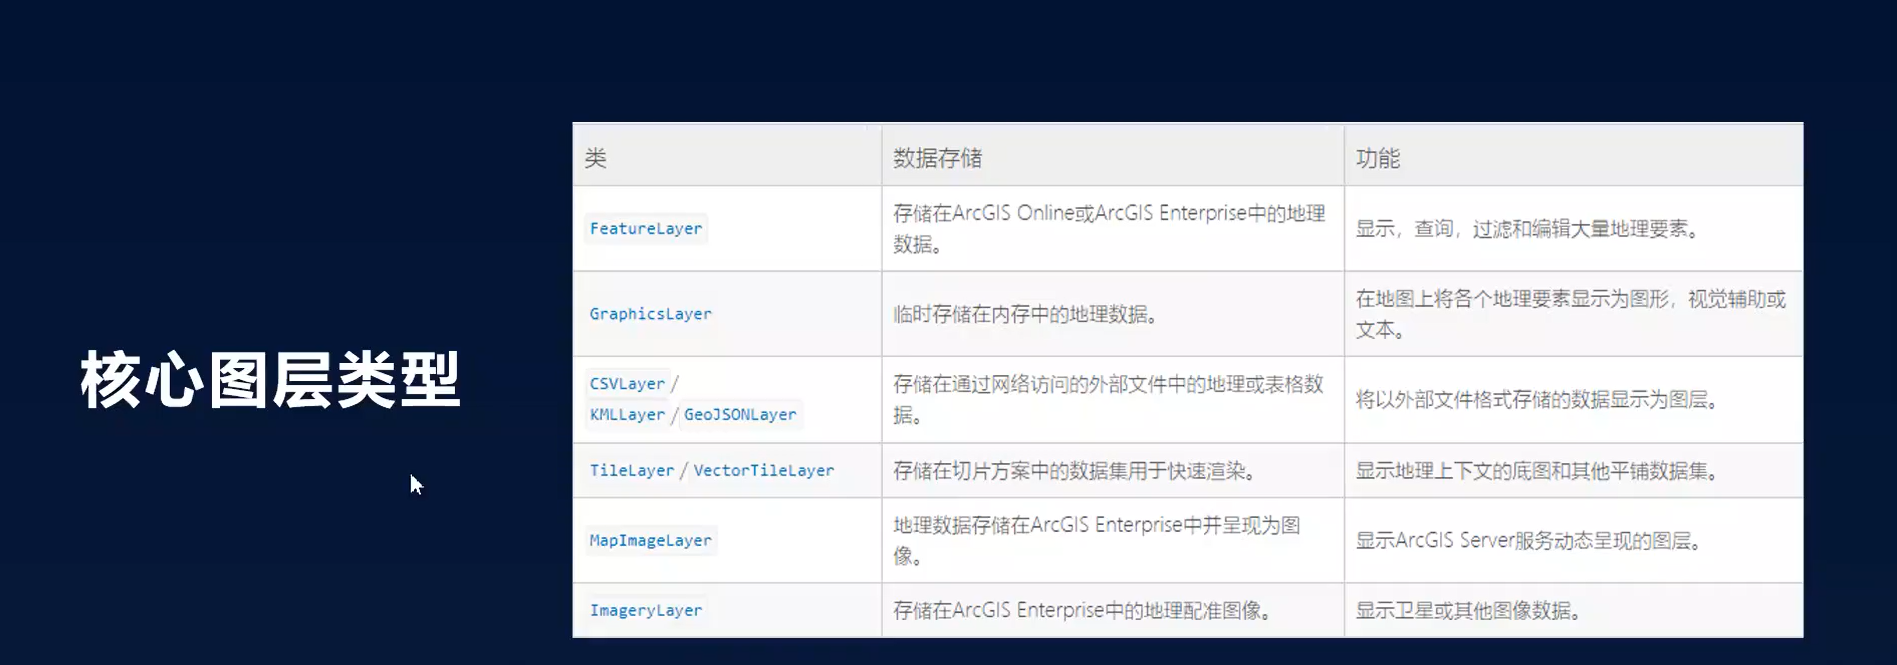 核心图层类型
类 数据存储 功能
FeatureLayer
存储在ArcGIS Online或ArcGIS Enterprise中的地理
数据。
显示，查询，过滤和编辑大量地理要素。
GraphicsLayer
临时存储在内存中的地理数据。
在地图上将各个地理要素显示为图形，视觉辅助或
文本。
CSVLayer /
KMLLayer / GeoJSONLayer
存储在通过网络访问的外部文件中的地理或表格数
据。
将以外部文件格式存储的数据显示为图层。
TileLayer / VectorTileLayer
存储在切片方案中的数据集用于快速渲染。
显示地理上下文的底图和其他平铺数据集。
MapImageLayer
地理数据存储在ArcGIS Enterprise中并呈现为图
像。
显示ArcGIS Server服务动态呈现的图层。
ImageryLayer
存储在ArcGIS Enterprise中的地理配准图像。
显示卫星或其他图像数据。